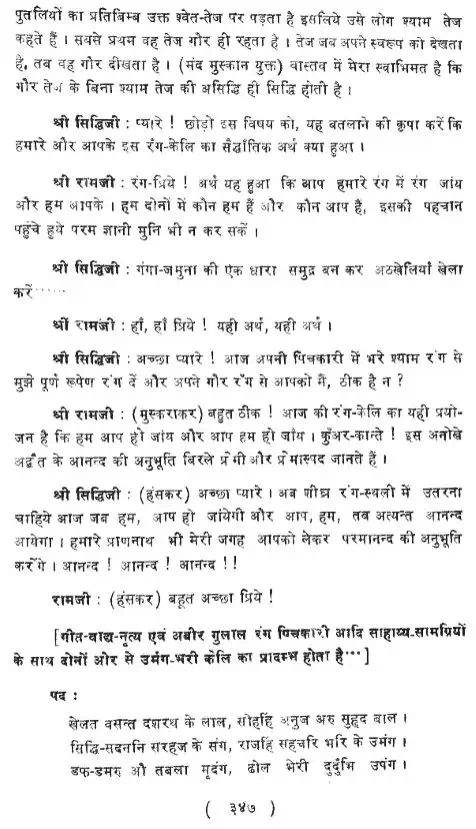 पुतलियों का प्रतिबिम्ब उक्त श्वेत-तेज पर पड़ता है इसलिये उसे लोग श्याम तेज
कहते हैं । सबसे प्रथम वह तेज गौर ही रहता है । तेज जब अपने स्वरूप को देखता
है, तब वह गौर दीखता है । (मंद मुस्कान युक्त) वास्तव में मेरा स्वाभिमत है कि
गौर तेज के बिना श्याम तेज की असिद्धि ही सिद्धि होती है ।
श्री सिद्धिजी : प्यारे ! छोड़ो इस विषय को, यह बतलाने की कृपा करें कि
हमारे और आपके इस रंग-केलि का सैद्धांतिक अर्थ क्या हुआ ।
श्री रामजी : रंग-प्रिये ! अर्थ यह हुआ कि आप हमारे रंग में रंग जांय
और हम आपके । हम दोनों में कौन हम हैं और कौन आप हैं, इसकी पहचान
पहुंचे हुये परम ज्ञानी मुनि भी न कर सकें ।
श्री सिद्धिजी : गंगा-जमुना की एक धारा समुद्र बन कर अठखेलियाँ खेला
करें······
श्रीं रामजी : हाँ, हाँ प्रिये ! यही अर्थ, यही अर्थ ।
श्री सिद्धिजी : अच्छा प्यारे ! आज अपनी पिचकारी में भरे श्याम रंग से
मुझे पूर्ण रूपेण रंग दें और अपने गौर रंग से आपको मैं, ठीक है न ?
श्री रामजी : (मुस्कराकर) बहुत ठीक ! आज की रंग-केलि का यही प्रयो-
जन है कि हम आप हो जांय और आप हम हो जांय । कुँअर-कान्ते ! इस अनोखे
अद्वैत के आनन्द की अनुभूति बिरले प्रेमी और प्रेमास्पद जानते हैं ।
श्री सिद्धिजी : (हंसकर) अच्छा प्यारे । अब शीघ्र रंग-स्थली में उतरना
चाहिये आज जब हम, आप हो जांयेगी और आप, हम, तब अत्यन्त आनन्द
आयेगा । हमारे प्राणनाथ भी मेरी जगह आपको लेकर परमानन्द की अनुभूति
करेंगे । आनन्द ! आनन्द ! आनन्द ! !
रामजी : (हंसकर) बहुत अच्छा प्रिये !
[गीत-वाद्य-नृत्य एवं अबीर गुलाल रंग पिचकारी आदि साहाय्य-सामग्रियों
के साथ दोनों ओर से उमंग-भरी केलि का प्रादम्भ होता है···]
पद :
खेलत वसन्त दशरथ के लाल, सोहहिं अनुज अरु सुहृद बाल ।
सिद्धि-सदननि सरहज के संग, राजहिं सहचरि भरि के उमंग ।
डफ-डमरु औ तबला मृदंग, ढोल भेरी दुर्दुभि उपंग ।
( ३४७ )